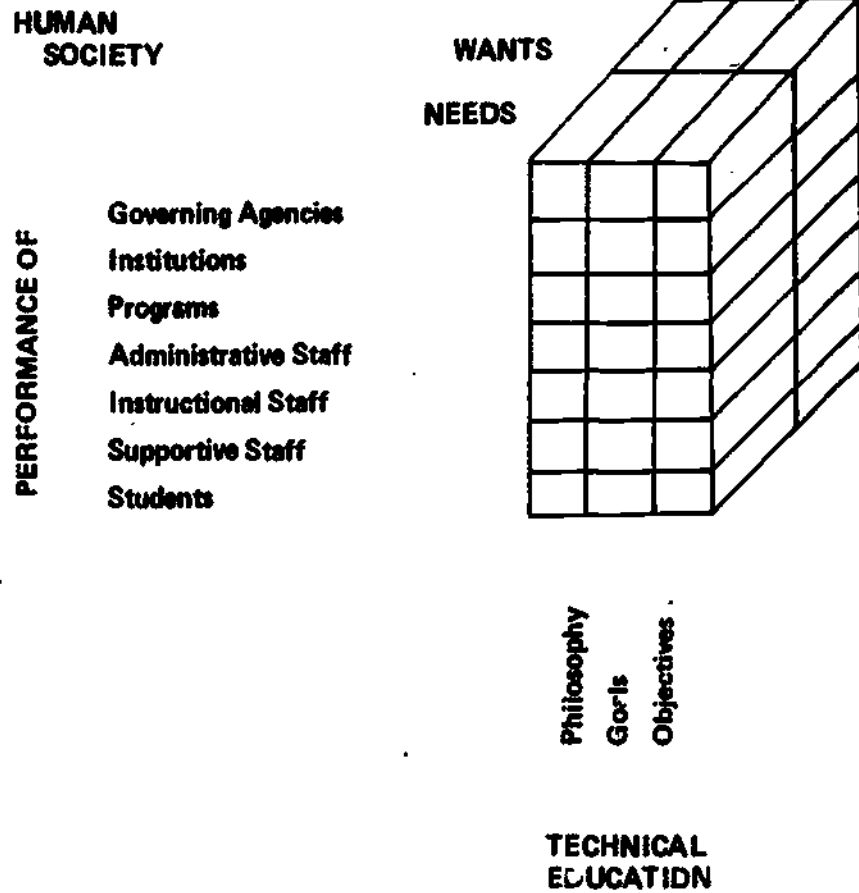 HUMAN
SOCIETY
WANTS
NEEDS
PERFORMANCE OF
Governing Agencies
Institutions
Programs
Administrative Staff
Instructional Staff
Supportive Staff
Students
Philosophy
Goals
Objectives
TECHNICAL
EDUCATION